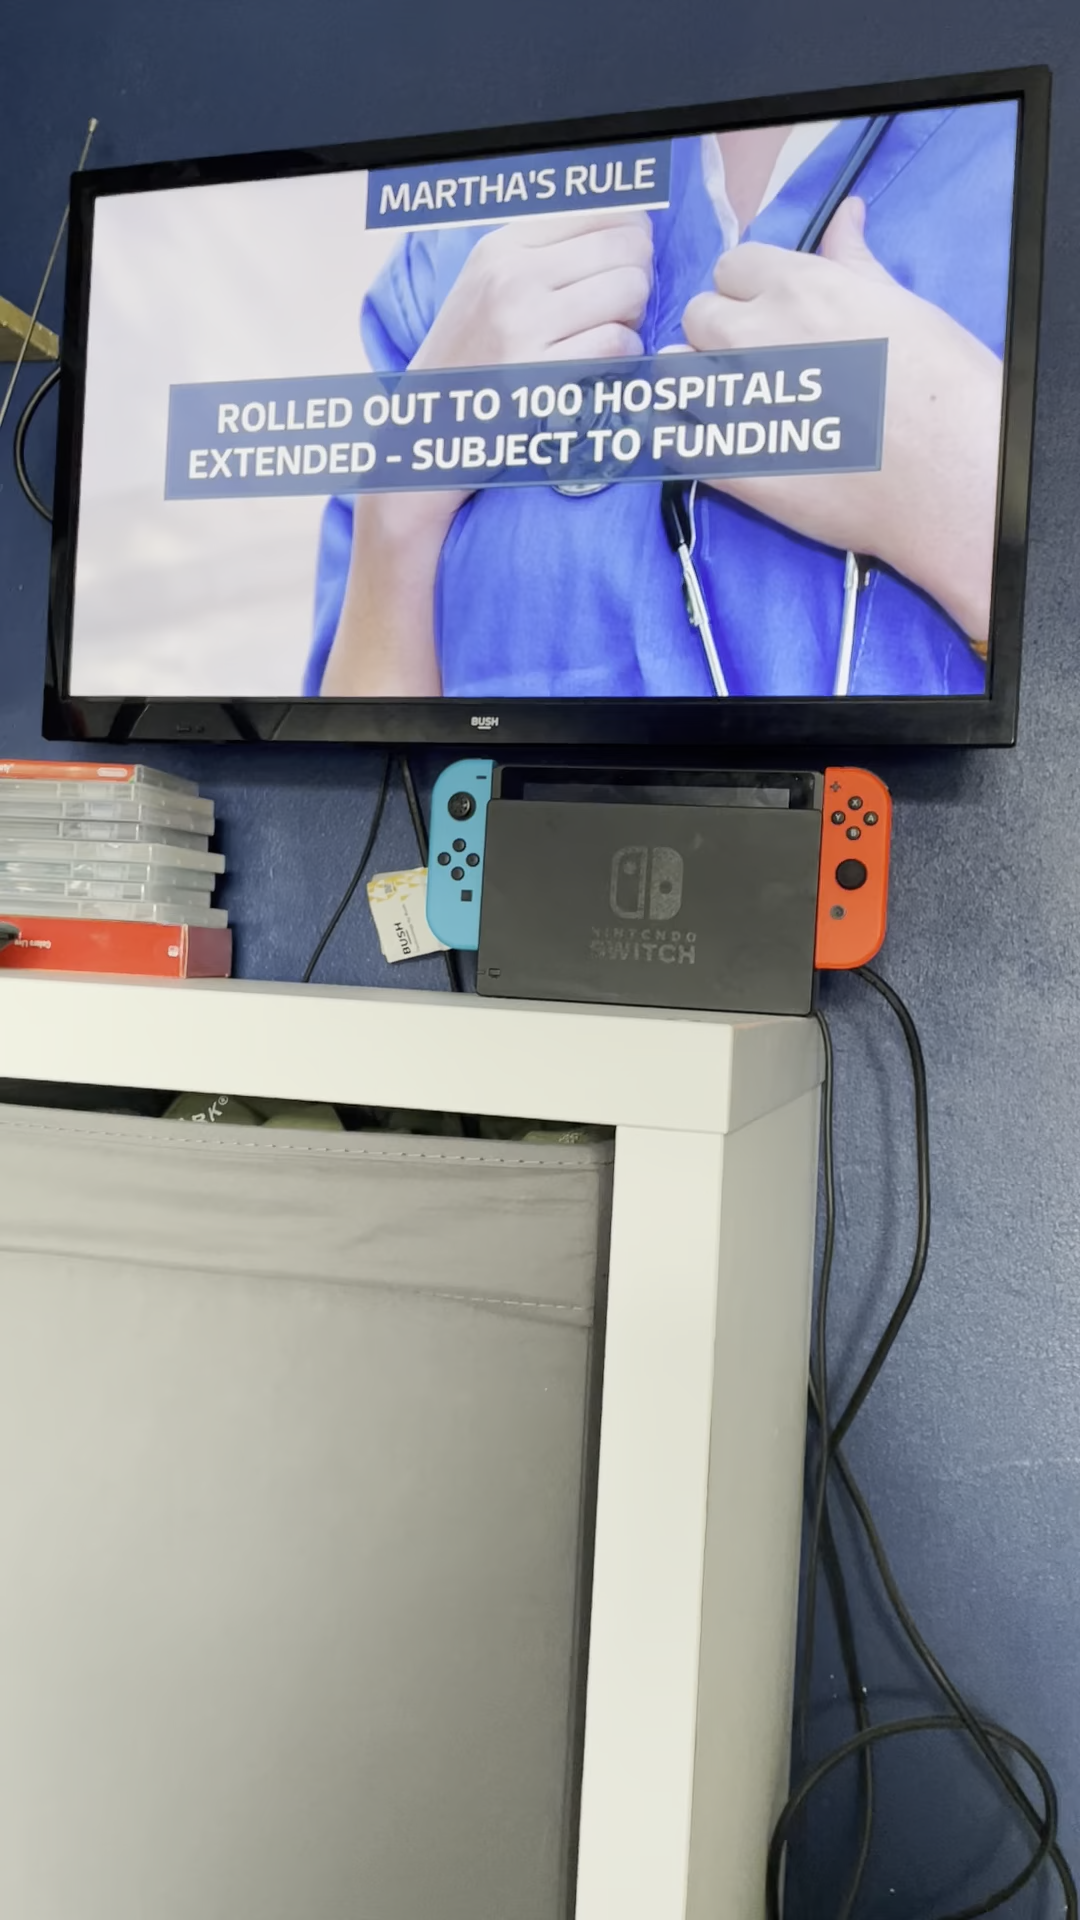 MARTHA'S RULE
ROLLED OUT TO 100 HOSPITALS
EXTENDED - SUBJECT TO FUNDING
BUSH
X
Y
A
B
BUSH
NINTENDO
SWITCH